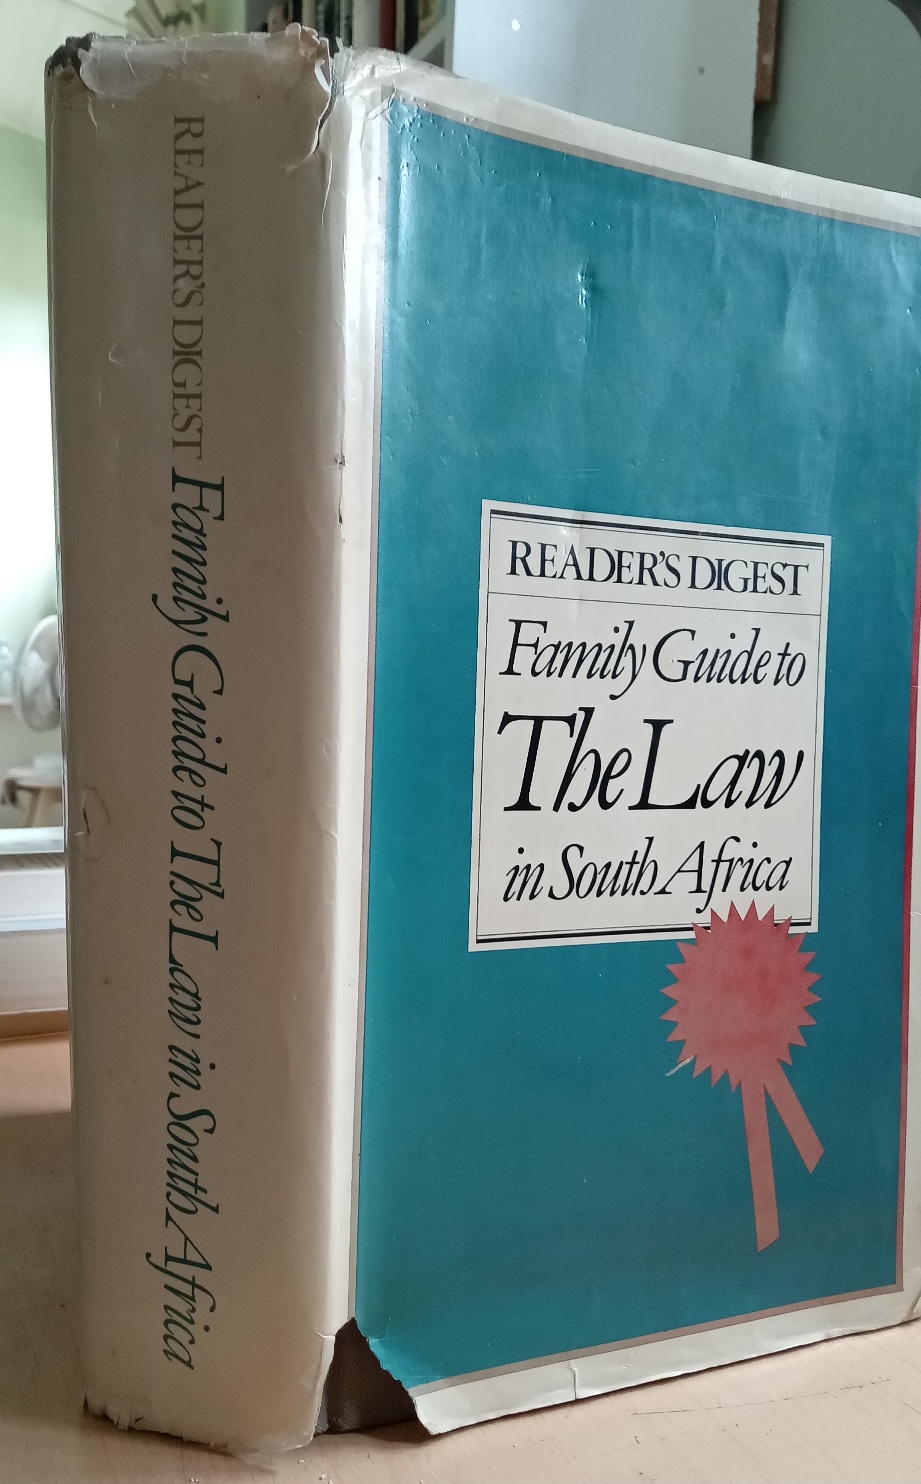 READER'S DIGEST Family Guide to The Law in South Africa
READER'S DIGEST
Family Guide to
The Law
in South Africa